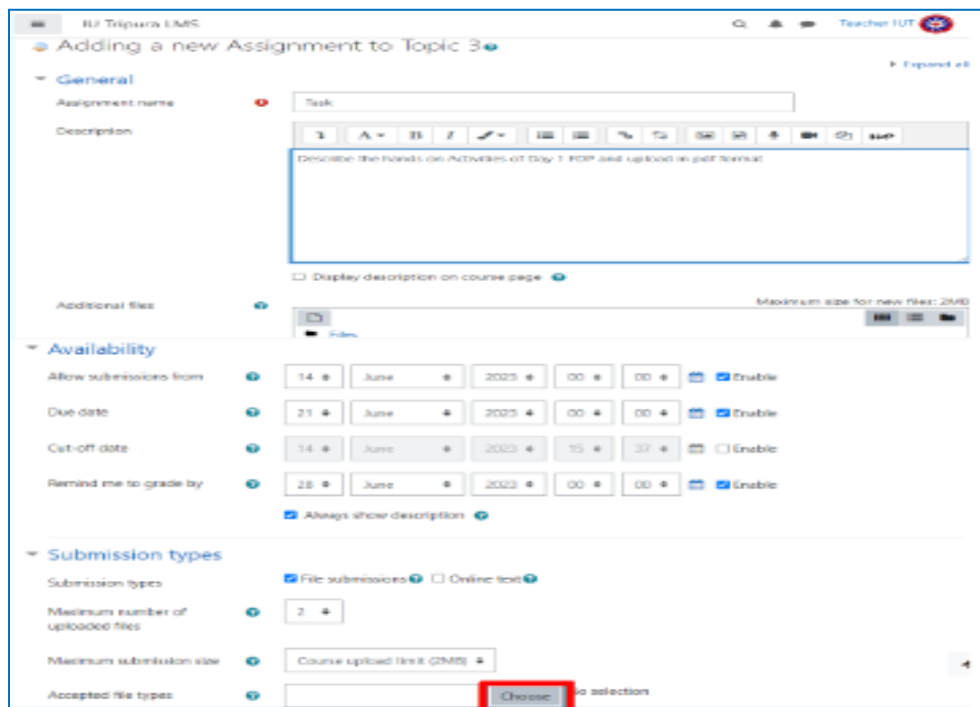 IU Tripura LMS Teacher IUT
Adding a new Assignment to Topic 3
Expand all
General
Assignment name Task
Description
A B I
Describe the hands on Activities of Day 1 FDP and upload in pdf format
Display description on course page
Additional files Maximum size for new files: 2MB
Files
Availability
Allow submissions from 14 June 2023 00 00 Enable
Due date 21 June 2023 00 00 Enable
Cut-off date 14 June 2023 15 37 Enable
Remind me to grade by 28 June 2023 00 00 Enable
Always show description
Submission types
Submission types File submissions Online text
Maximum number of 2
uploaded files
Maximum submission size Course upload limit (2MB)
Accepted file types Choose No selection